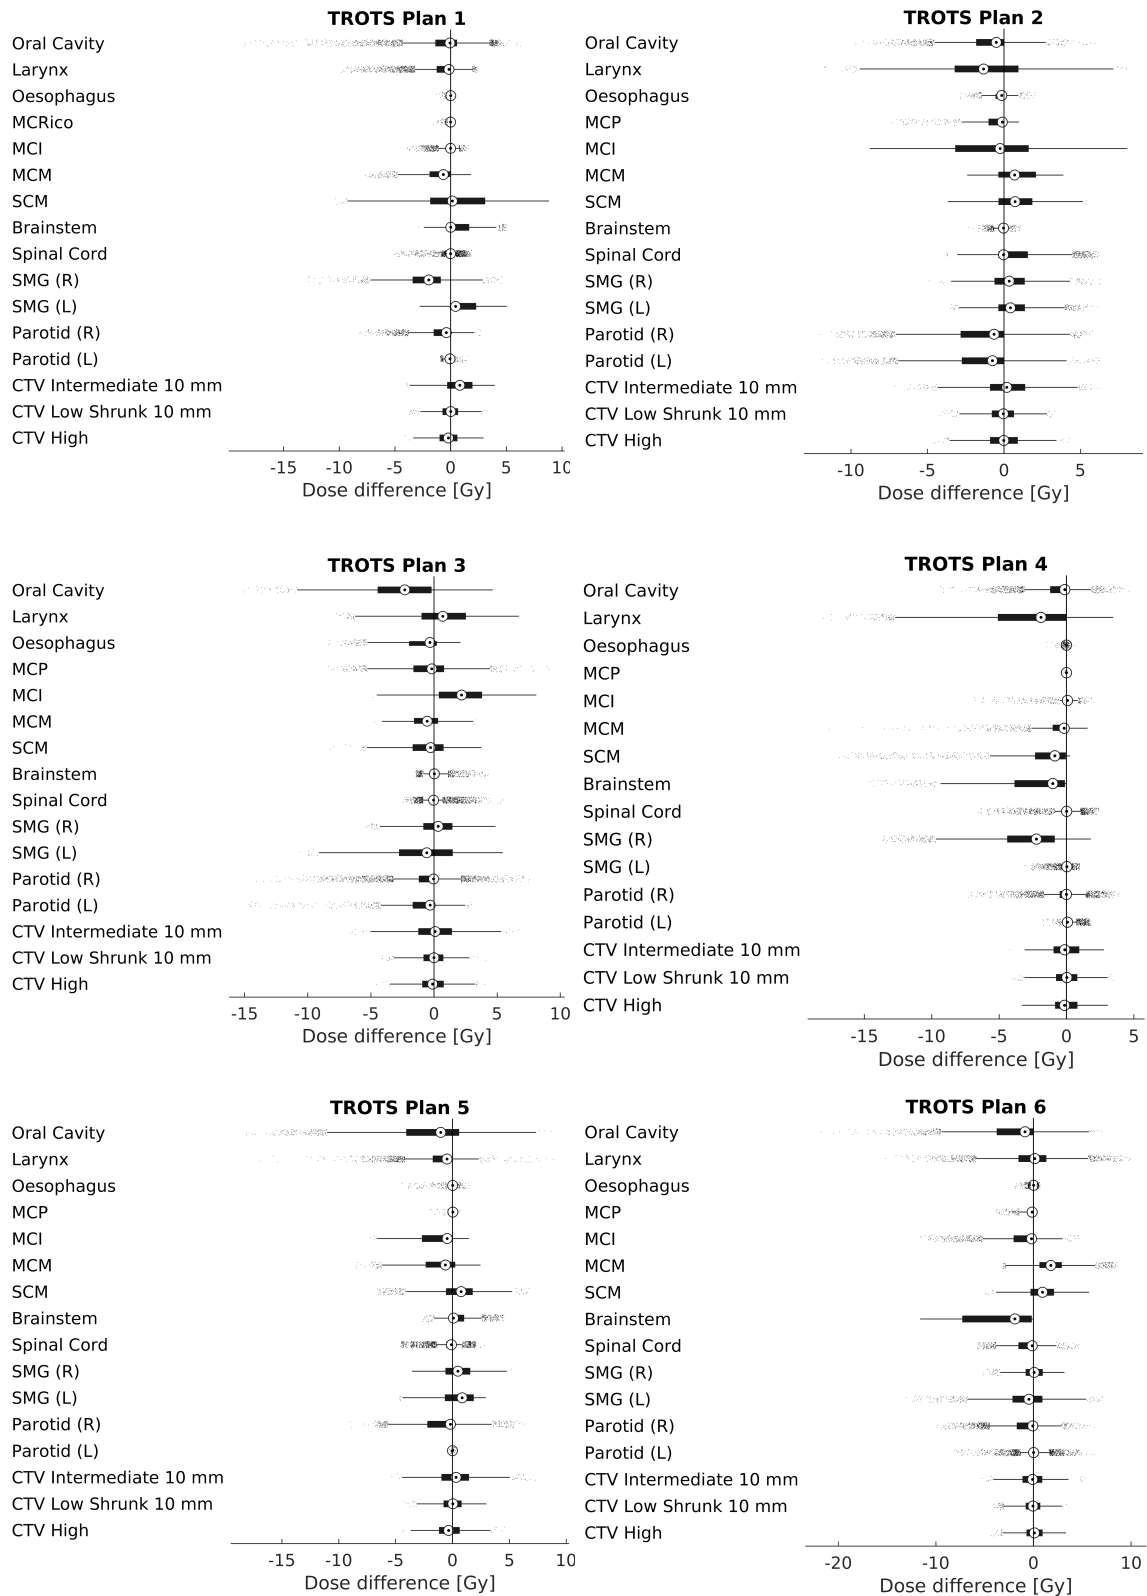 TROTS Plan 1
Oral Cavity
Larynx
Oesophagus
MCRico
MCI
MCM
SCM
Brainstem
Spinal Cord
SMG (R)
SMG (L)
Parotid (R)
Parotid (L)
CTV Intermediate 10 mm
CTV Low Shrunk 10 mm
CTV High
-15 -10 -5 0 5 10
Dose difference [Gy]
TROTS Plan 2
Oral Cavity
Larynx
Oesophagus
MCP
MCI
MCM
SCM
Brainstem
Spinal Cord
SMG (R)
SMG (L)
Parotid (R)
Parotid (L)
CTV Intermediate 10 mm
CTV Low Shrunk 10 mm
CTV High
-10 -5 0 5
Dose difference [Gy]
TROTS Plan 3
Oral Cavity
Larynx
Oesophagus
MCP
MCI
MCM
SCM
Brainstem
Spinal Cord
SMG (R)
SMG (L)
Parotid (R)
Parotid (L)
CTV Intermediate 10 mm
CTV Low Shrunk 10 mm
CTV High
-15 -10 -5 0 5 10
Dose difference [Gy]
TROTS Plan 4
Oral Cavity
Larynx
Oesophagus
MCP
MCI
MCM
SCM
Brainstem
Spinal Cord
SMG (R)
SMG (L)
Parotid (R)
Parotid (L)
CTV Intermediate 10 mm
CTV Low Shrunk 10 mm
CTV High
-15 -10 -5 0 5
Dose difference [Gy]
TROTS Plan 5
Oral Cavity
Larynx
Oesophagus
MCP
MCI
MCM
SCM
Brainstem
Spinal Cord
SMG (R)
SMG (L)
Parotid (R)
Parotid (L)
CTV Intermediate 10 mm
CTV Low Shrunk 10 mm
CTV High
-15 -10 -5 0 5 10
Dose difference [Gy]
TROTS Plan 6
Oral Cavity
Larynx
Oesophagus
MCP
MCI
MCM
SCM
Brainstem
Spinal Cord
SMG (R)
SMG (L)
Parotid (R)
Parotid (L)
CTV Intermediate 10 mm
CTV Low Shrunk 10 mm
CTV High
-20 -10 0 10
Dose difference [Gy]